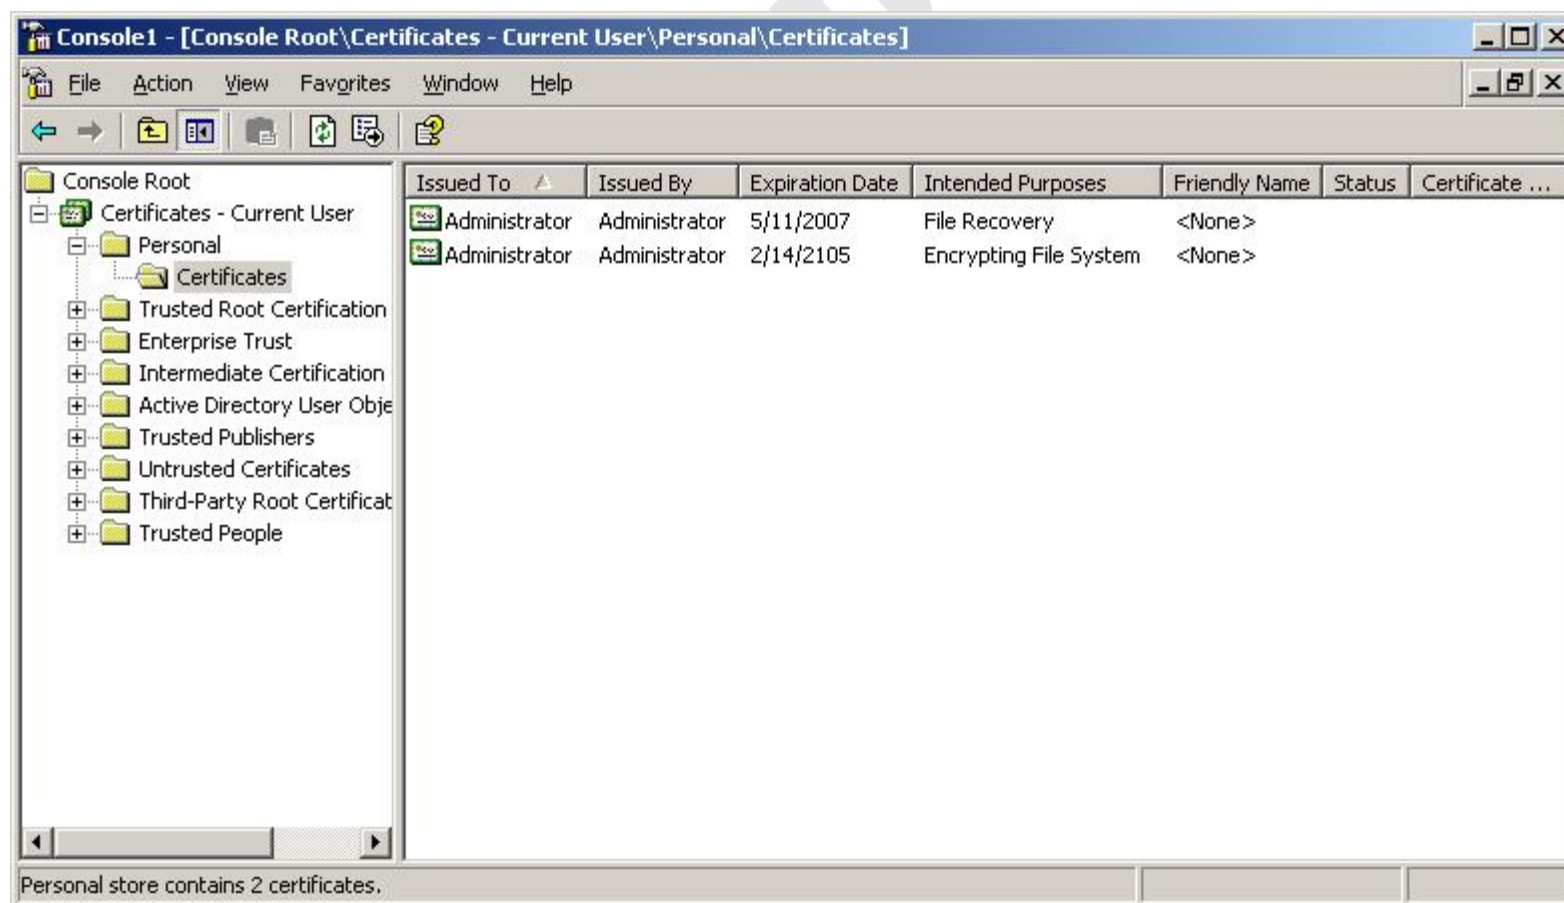 Console1 - [Console Root\Certificates - Current User\Personal\Certificates]
File Action View Favorites Window Help
Console Root
Certificates - Current User
Personal
Certificates
Trusted Root Certification
Enterprise Trust
Intermediate Certification
Active Directory User Obje
Trusted Publishers
Untrusted Certificates
Third-Party Root Certificat
Trusted People
Issued To Issued By Expiration Date Intended Purposes Friendly Name Status Certificate ...
Administrator Administrator 5/11/2007 File Recovery <None>
Administrator Administrator 2/14/2105 Encrypting File System <None>
Personal store contains 2 certificates.